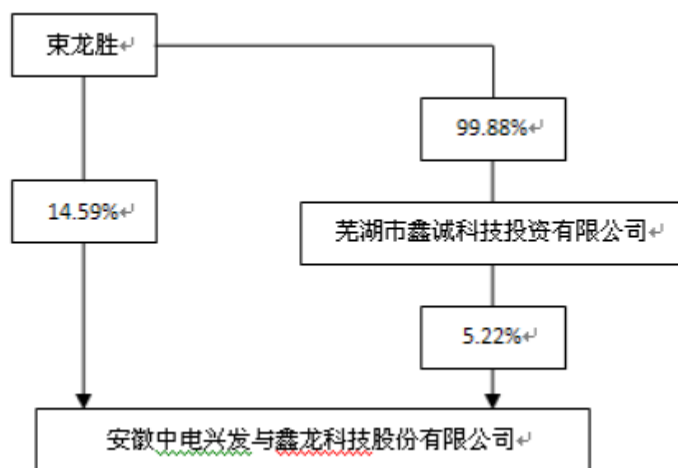 束龙胜
99.88%
14.59%
芜湖市鑫诚科技投资有限公司
5.22%
安徽中电兴发与鑫龙科技股份有限公司